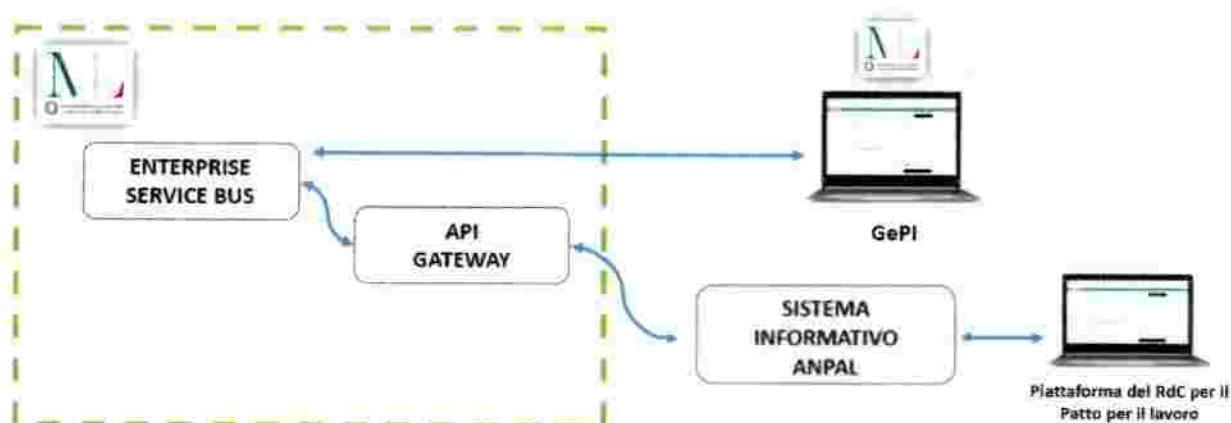 ENTERPRISE
SERVICE BUS
API
GATEWAY
GePI
SISTEMA
INFORMATIVO
ANPAL
Piattaforma del RdC per il
Patto per il lavoro